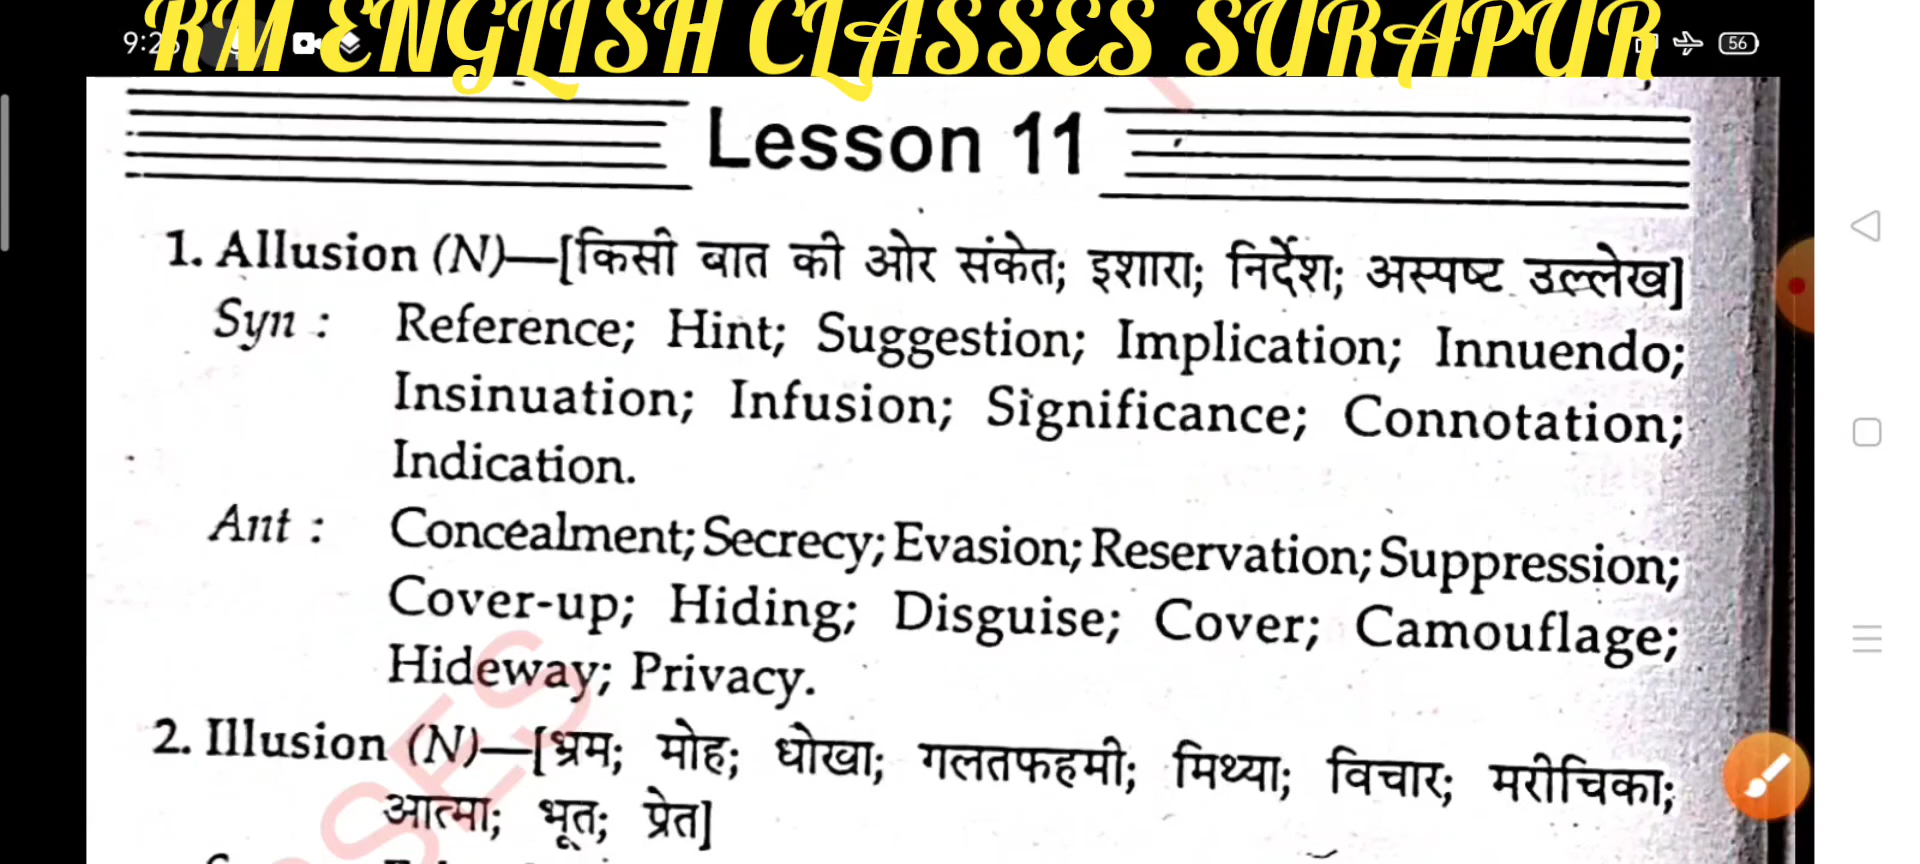 RM ENGLISH CLASSES SURAPUR
56
Lesson 11
1. Allusion (N)—[किसी बात की ओर संकेत; इशारा; निर्देश; अस्पष्ट उल्लेख]
Syn : Reference; Hint; Suggestion; Implication; Innuendo;
Insinuation; Infusion; Significance; Connotation;
Indication.
Ant : Concealment; Secrecy; Evasion; Reservation; Suppression;
Cover-up; Hiding; Disguise; Cover; Camouflage;
Hideway; Privacy.
2. Illusion (N)—[भ्रम; मोह; धोखा; गलतफहमी; मिथ्या; विचार; मरीचिका;
आत्मा; भूत; प्रेत]